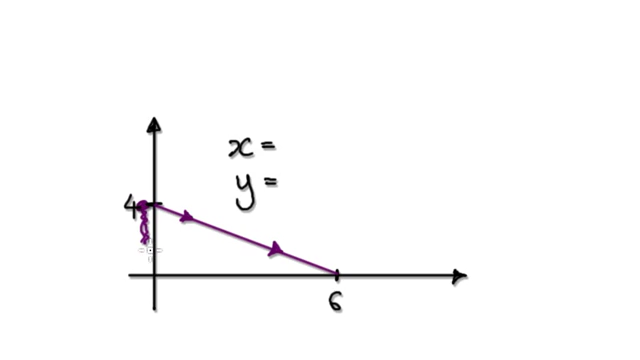 x =
y =
4
6